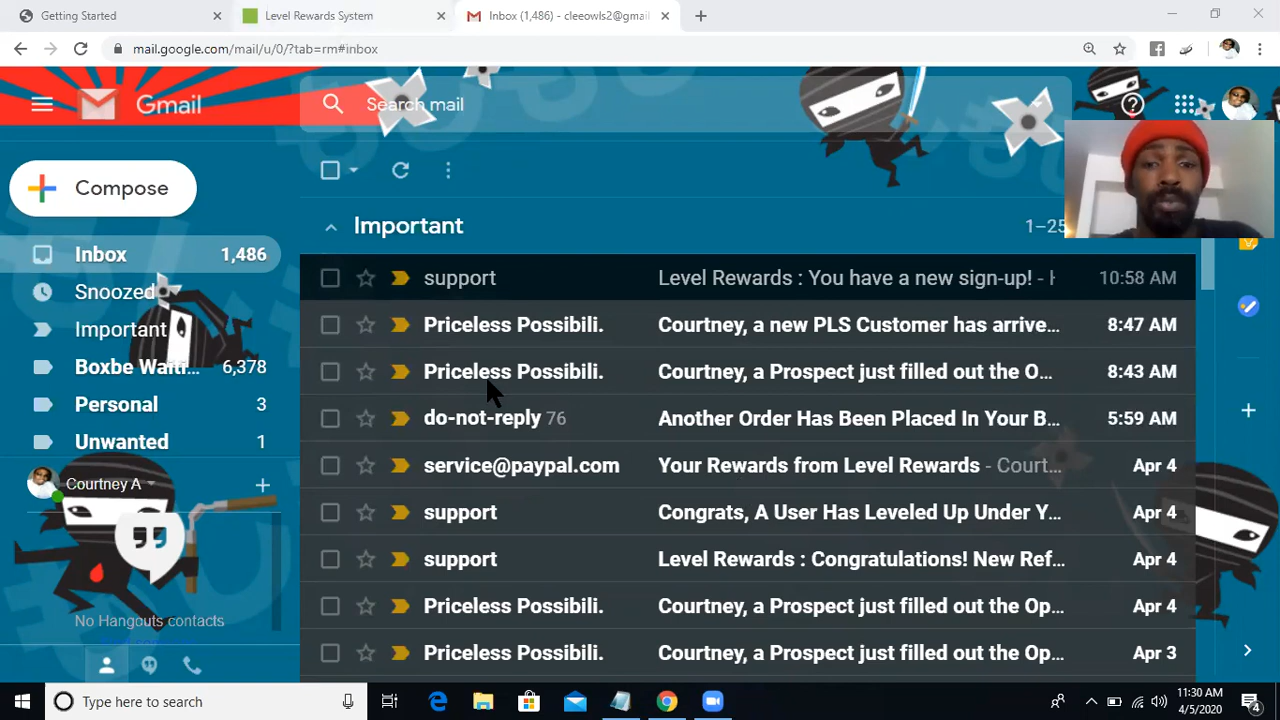 Getting Started
Level Rewards System
Inbox (1,486) - cleeowls2@gmail
mail.google.com/mail/u/0/?tab=rm#inbox
Gmail
Search mail
Compose
Important
1–25
Inbox 1,486
Snoozed
Important
Boxbe Waiti... 6,378
Personal 3
Unwanted 1
Courtney A
No Hangouts contacts
support Level Rewards : You have a new sign-up! - 10:58 AM
Priceless Possibili. Courtney, a new PLS Customer has arrive... 8:47 AM
Priceless Possibili. Courtney, a Prospect just filled out the O... 8:43 AM
do-not-reply 76 Another Order Has Been Placed In Your B... 5:59 AM
service@paypal.com Your Rewards from Level Rewards - Court... Apr 4
support Congrats, A User Has Leveled Up Under Y... Apr 4
support Level Rewards : Congratulations! New Ref... Apr 4
Priceless Possibili. Courtney, a Prospect just filled out the Op... Apr 4
Priceless Possibili. Courtney, a Prospect just filled out the Op... Apr 3
Type here to search
11:30 AM
4/5/2020
4